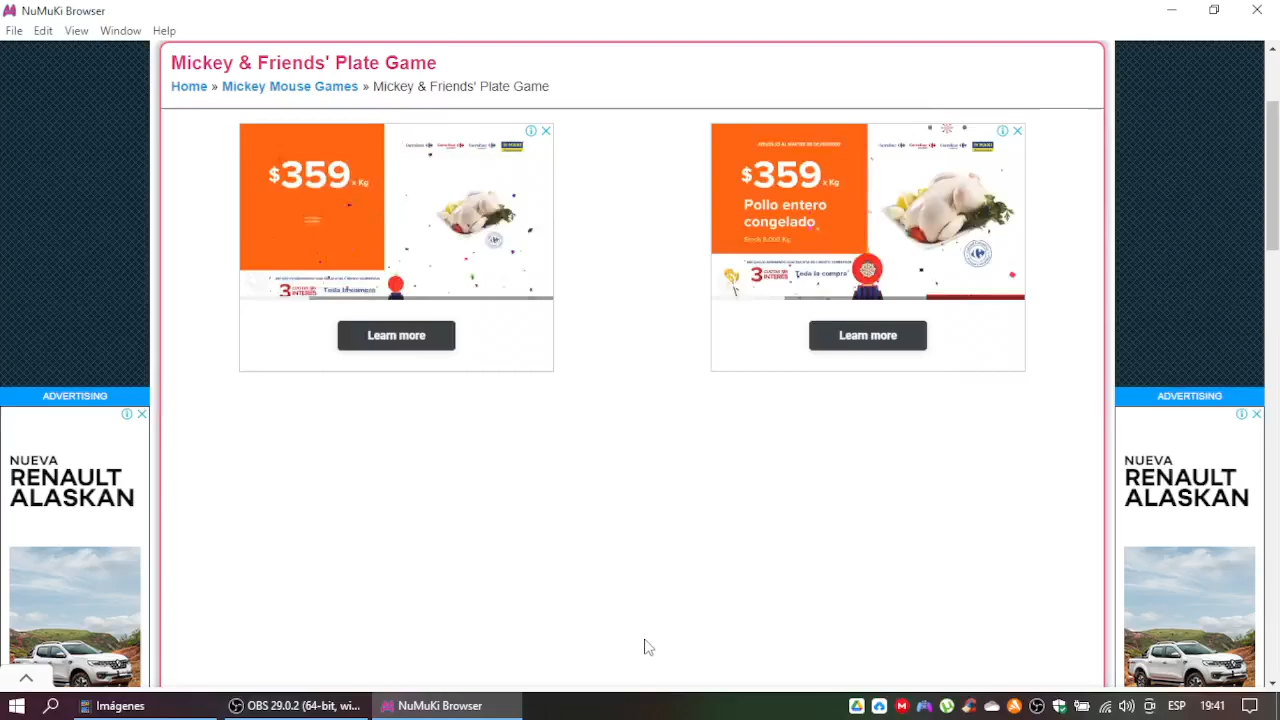 NuMuKi Browser
File Edit View Window Help
Mickey & Friends' Plate Game
Home » Mickey Mouse Games » Mickey & Friends' Plate Game
$359 x Kg
3
Toda la compra
Learn more
$359 x Kg
Pollo entero
congelado
3 CUOTAS SIN
INTERÉS
Toda la compra
Learn more
ADVERTISING
NUEVA
RENAULT
ALASKAN
ADVERTISING
NUEVA
RENAULT
ALASKAN
Imágenes
OBS 29.0.2 (64-bit, wi...
NuMuKi Browser
ESP
19:41